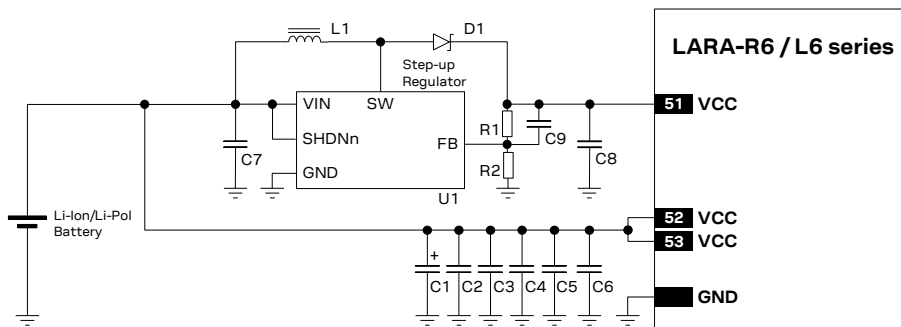 L1
D1
LARA-R6 / L6 series
Step-up
Regulator
VIN
SW
51 VCC
R1
C9
SHDNn
FB
C7
C8
GND
R2
U1
Li-Ion/Li-Pol
Battery
52 VCC
53 VCC
+
C1 C2 C3 C4 C5 C6
GND